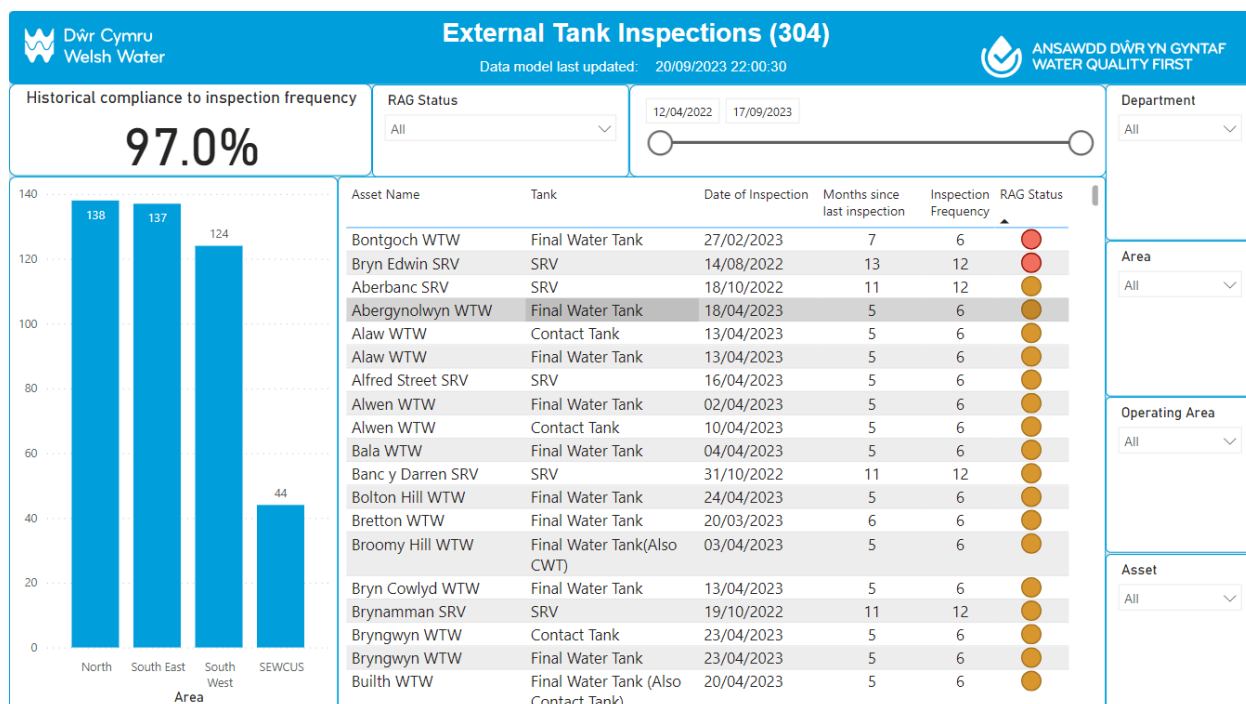 Dŵr Cymru
Welsh Water
External Tank Inspections (304)
Data model last updated: 20/09/2023 22:00:30
ANSAWDD DŴR YN GYNTAF
WATER QUALITY FIRST
Historical compliance to inspection frequency
97.0%
RAG Status
All
12/04/2022 17/09/2023
Department
All
Area
All
Operating Area
All
Asset
All
140
120
100
80
60
40
20
0
138
137
124
44
North
South East
South
West
SEWCUS
Area
Asset Name Tank Date of Inspection Months since last inspection Inspection Frequency RAG Status
Bontgoch WTW Final Water Tank 27/02/2023 7 6
Bryn Edwin SRV SRV 14/08/2022 13 12
Aberbanc SRV SRV 18/10/2022 11 12
Abergynolwyn WTW Final Water Tank 18/04/2023 5 6
Alaw WTW Contact Tank 13/04/2023 5 6
Alaw WTW Final Water Tank 13/04/2023 5 6
Alfred Street SRV SRV 16/04/2023 5 6
Alwen WTW Final Water Tank 02/04/2023 5 6
Alwen WTW Contact Tank 10/04/2023 5 6
Bala WTW Final Water Tank 04/04/2023 5 6
Banc y Darren SRV SRV 31/10/2022 11 12
Bolton Hill WTW Final Water Tank 24/04/2023 5 6
Bretton WTW Final Water Tank 20/03/2023 6 6
Broomy Hill WTW Final Water Tank(Also 03/04/2023 5 6
CWT)
Bryn Cowlyd WTW Final Water Tank 13/04/2023 5 6
Brynamman SRV SRV 19/10/2022 11 12
Bryngwyn WTW Contact Tank 23/04/2023 5 6
Bryngwyn WTW Final Water Tank 23/04/2023 5 6
Builth WTW Final Water Tank (Also 20/04/2023 5 6
Contact Tank)